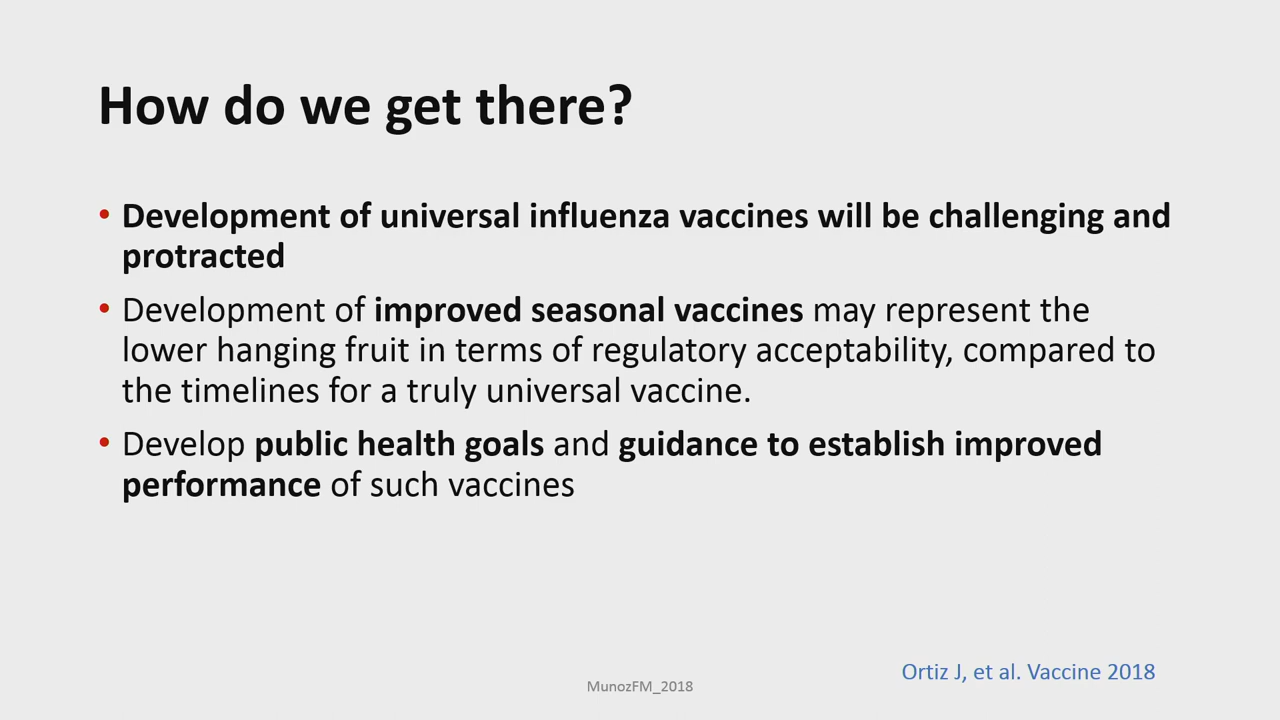 How do we get there?
• Development of universal influenza vaccines will be challenging and
protracted
• Development of improved seasonal vaccines may represent the
lower hanging fruit in terms of regulatory acceptability, compared to
the timelines for a truly universal vaccine.
• Develop public health goals and guidance to establish improved
performance of such vaccines
Ortiz J, et al. Vaccine 2018
MunozFM_2018